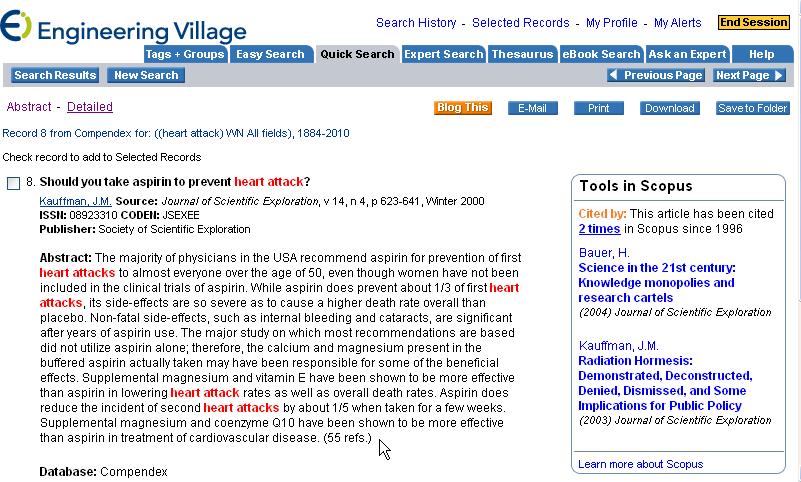 Engineering Village
Search History - Selected Records - My Profile - My Alerts End Session
Tags + Groups Easy Search Quick Search Expert Search Thesaurus eBook Search Ask an Expert Help
Search Results New Search Previous Page Next Page
Abstract - Detailed Blog This E-Mail Print Download Save to Folder
Record 8 from Compendex for: ((heart attack) WN All fields), 1884-2010
Check record to add to Selected Records
8. Should you take aspirin to prevent heart attack?
Kauffman, J.M. Source: Journal of Scientific Exploration, v 14, n 4, p 623-641, Winter 2000
ISSN: 08923310 CODEN: JSEXEE
Publisher: Society of Scientific Exploration
Abstract: The majority of physicians in the USA recommend aspirin for prevention of first
heart attacks to almost everyone over the age of 50, even though women have not been
included in the clinical trials of aspirin. While aspirin does prevent about 1/3 of first heart
attacks, its side-effects are so severe as to cause a higher death rate overall than
placebo. Non-fatal side-effects, such as internal bleeding and cataracts, are significant
after years of aspirin use. The major study on which most recommendations are based
did not utilize aspirin alone; therefore, the calcium and magnesium present in the
buffered aspirin actually taken may have been responsible for some of the beneficial
effects. Supplemental magnesium and vitamin E have been shown to be more effective
than aspirin in lowering heart attack rates as well as overall death rates. Aspirin does
reduce the incident of second heart attacks by about 1/5 when taken for a few weeks.
Supplemental magnesium and coenzyme Q10 have been shown to be more effective
than aspirin in treatment of cardiovascular disease. (55 refs.)
Database: Compendex
Tools in Scopus
Cited by: This article has been cited
2 times in Scopus since 1996
Bauer, H.
Science in the 21st century:
Knowledge monopolies and
research cartels
(2004) Journal of Scientific Exploration
Kauffman, J.M.
Radiation Hormesis:
Demonstrated, Deconstructed,
Denied, Dismissed, and Some
Implications for Public Policy
(2003) Journal of Scientific Exploration
Learn more about Scopus